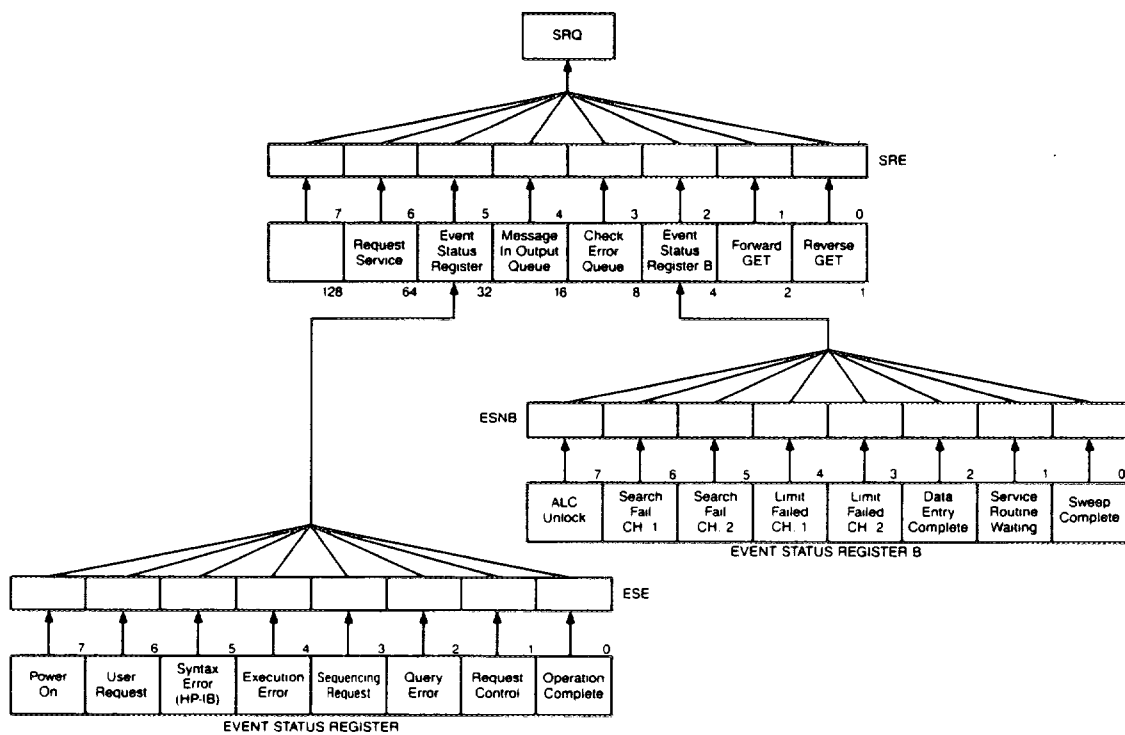 SRQ
SRE
7 6 5 4 3 2 1 0
Request Service
Event Status Register
Message In Output Queue
Check Error Queue
Event Status Register B
Forward GET
Reverse GET
128 64 32 16 8 4 2 1
ESNB
7 6 5 4 3 2 1 0
ALC Unlock
Search Fail CH. 1
Search Fail CH. 2
Limit Failed CH. 1
Limit Failed CH. 2
Data Entry Complete
Service Routine Waiting
Sweep Complete
EVENT STATUS REGISTER B
ESE
7 6 5 4 3 2 1 0
Power On
User Request
Syntax Error (HP-IB)
Execution Error
Sequencing Request
Query Error
Request Control
Operation Complete
EVENT STATUS REGISTER